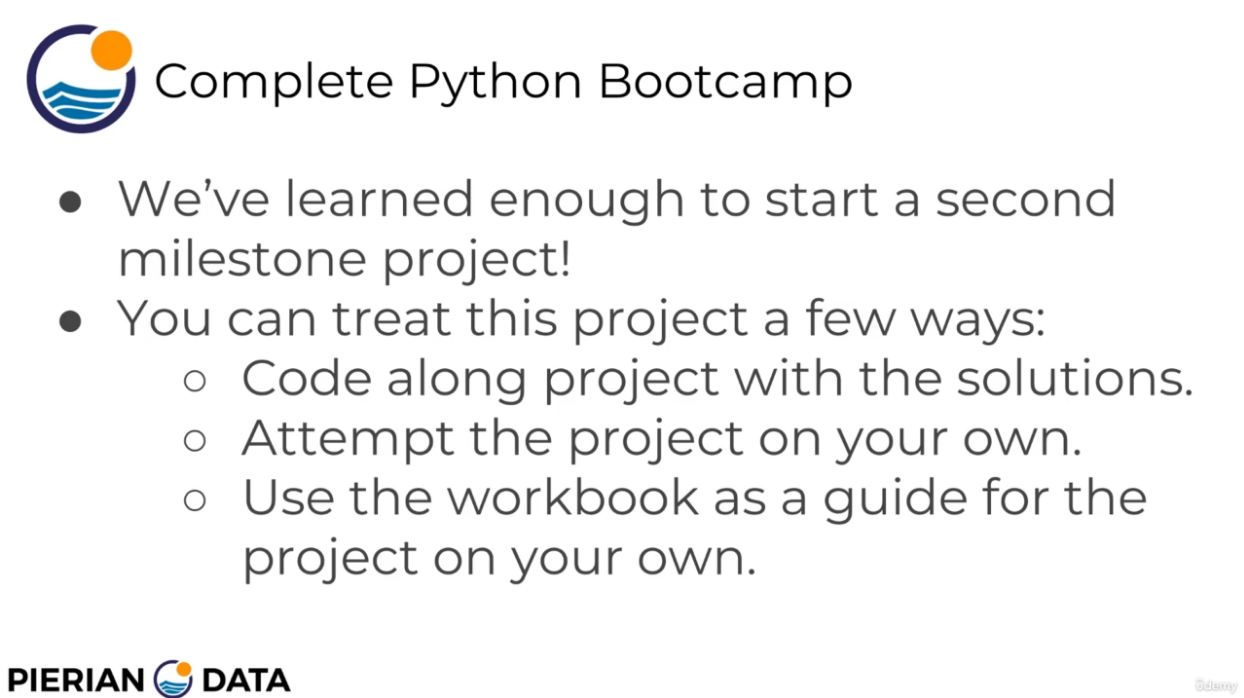 Complete Python Bootcamp
● We’ve learned enough to start a second
milestone project!
● You can treat this project a few ways:
○ Code along project with the solutions.
○ Attempt the project on your own.
○ Use the workbook as a guide for the
project on your own.
PIERIAN DATA
ûdemy